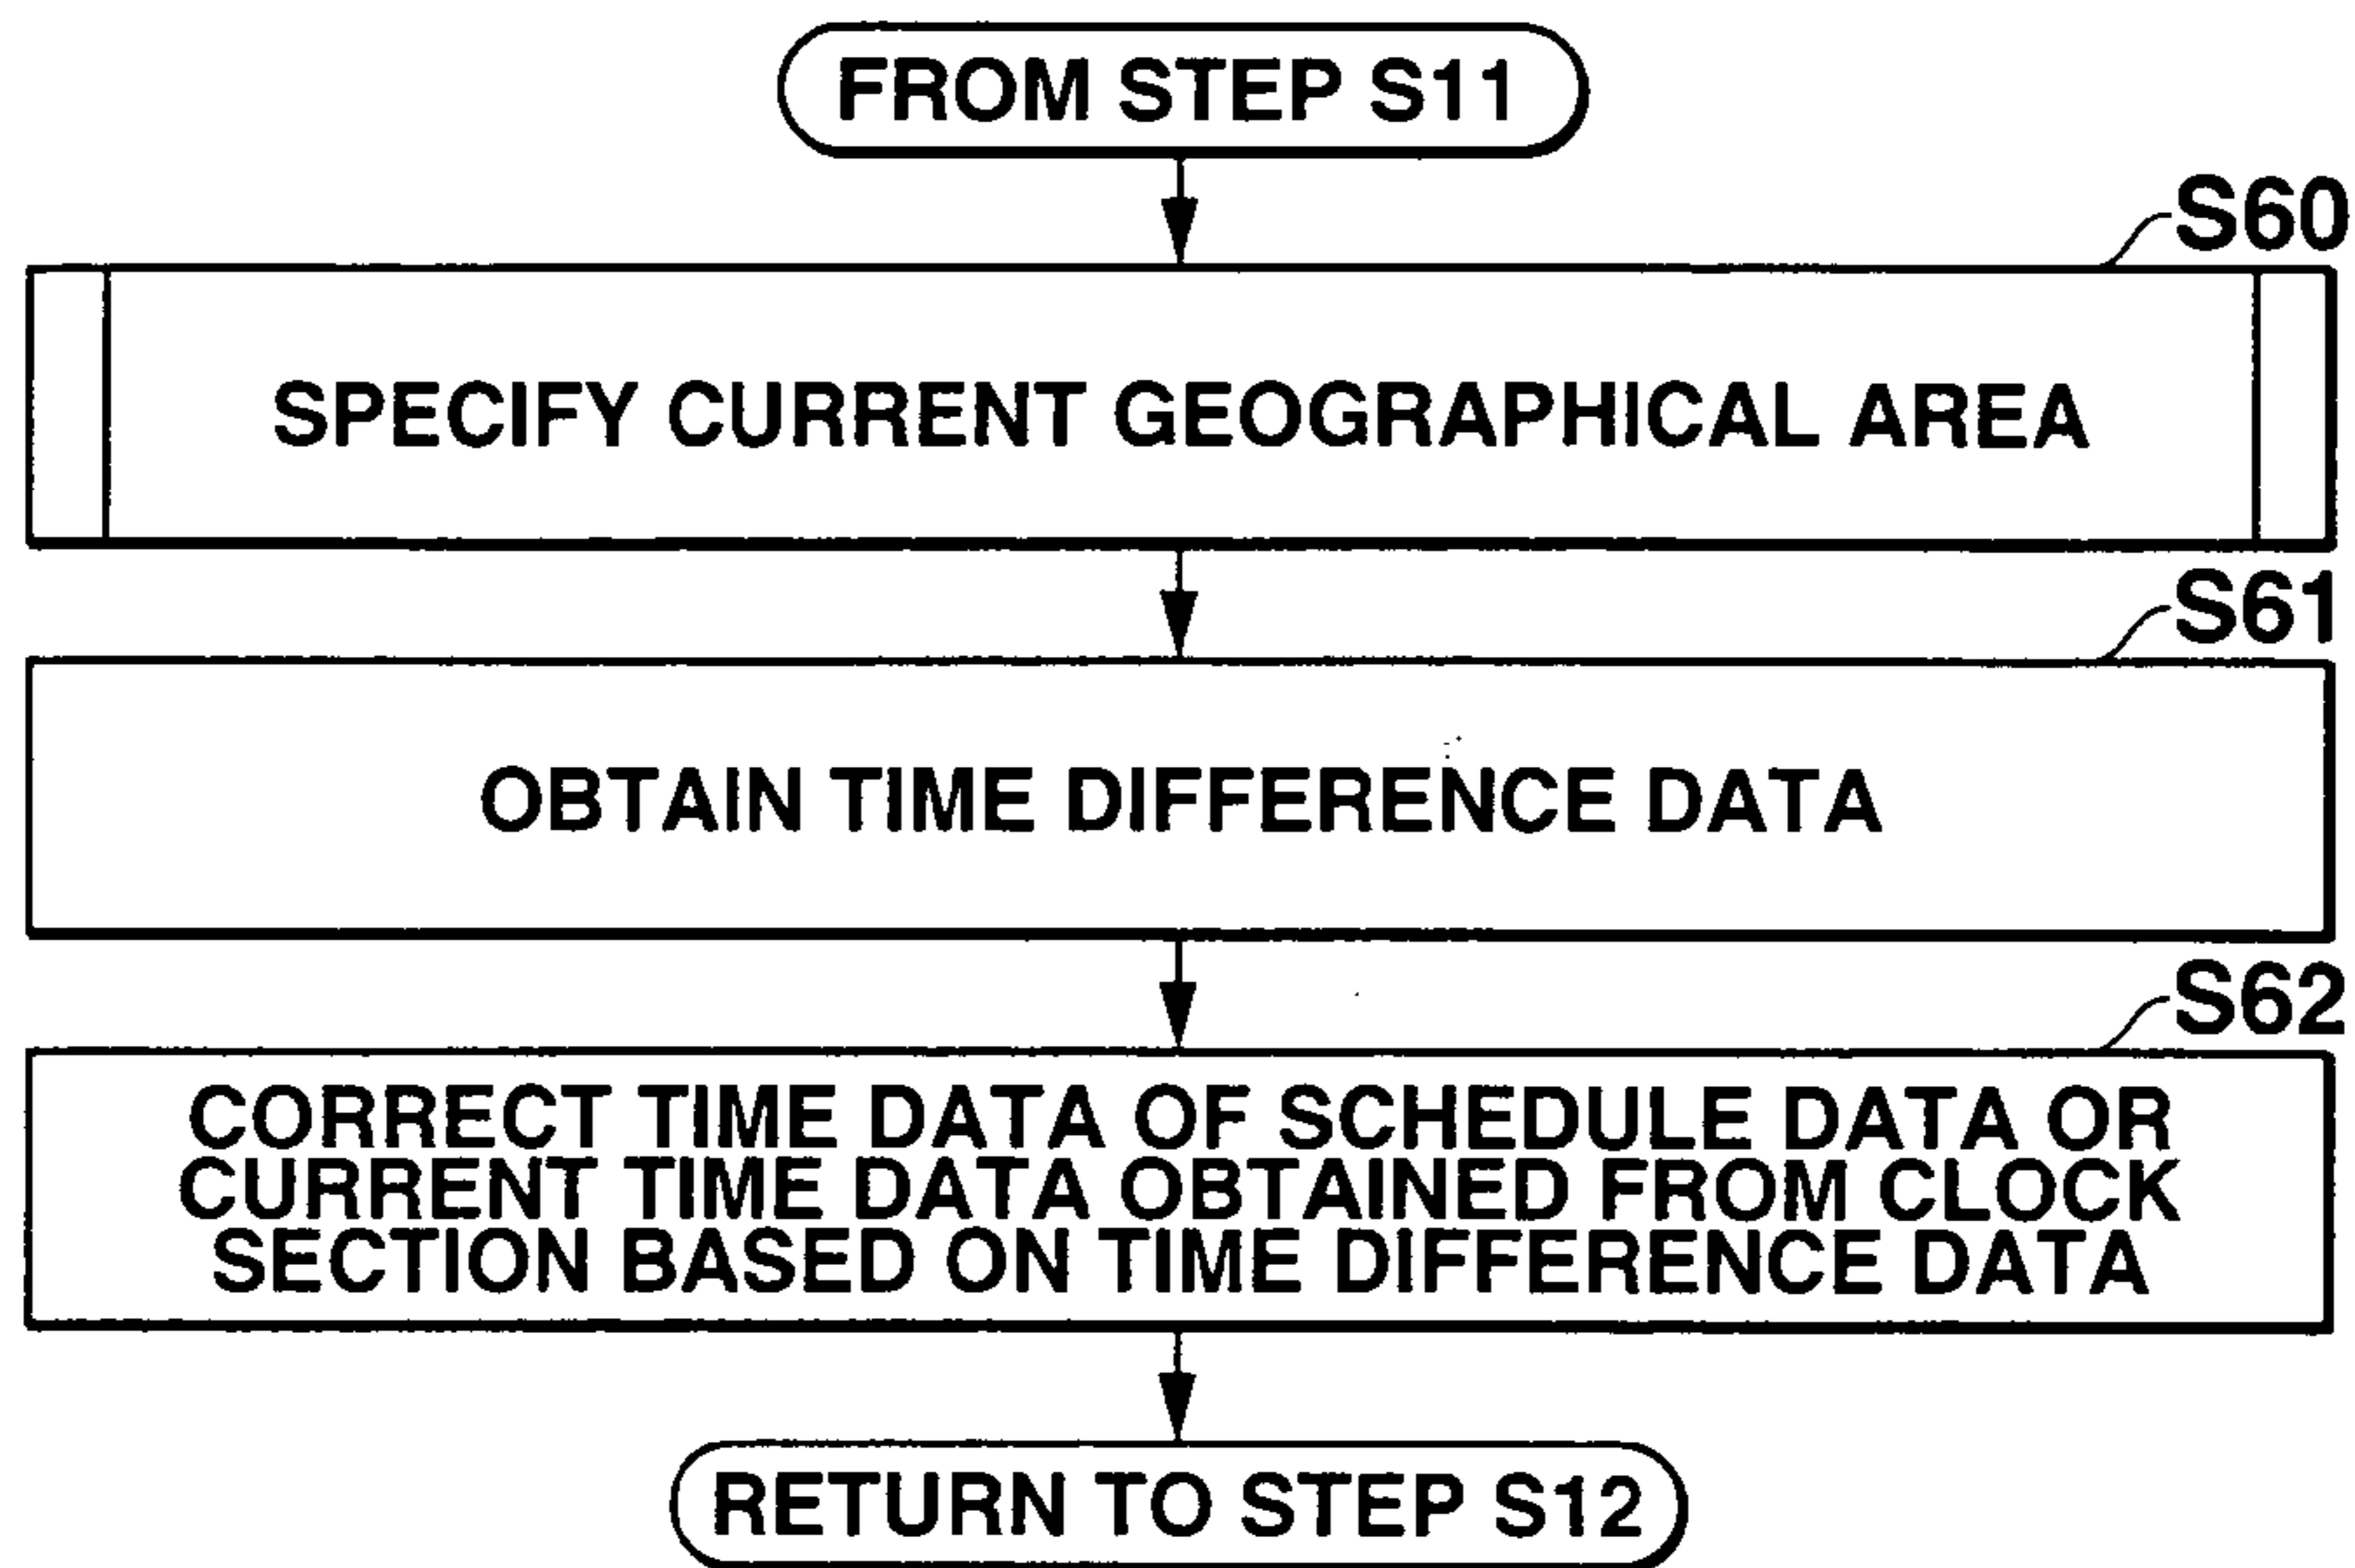 FROM STEP S11
S60
SPECIFY CURRENT GEOGRAPHICAL AREA
S61
OBTAIN TIME DIFFERENCE DATA
S62
CORRECT TIME DATA OF SCHEDULE DATA OR
CURRENT TIME DATA OBTAINED FROM CLOCK
SECTION BASED ON TIME DIFFERENCE DATA
RETURN TO STEP S12